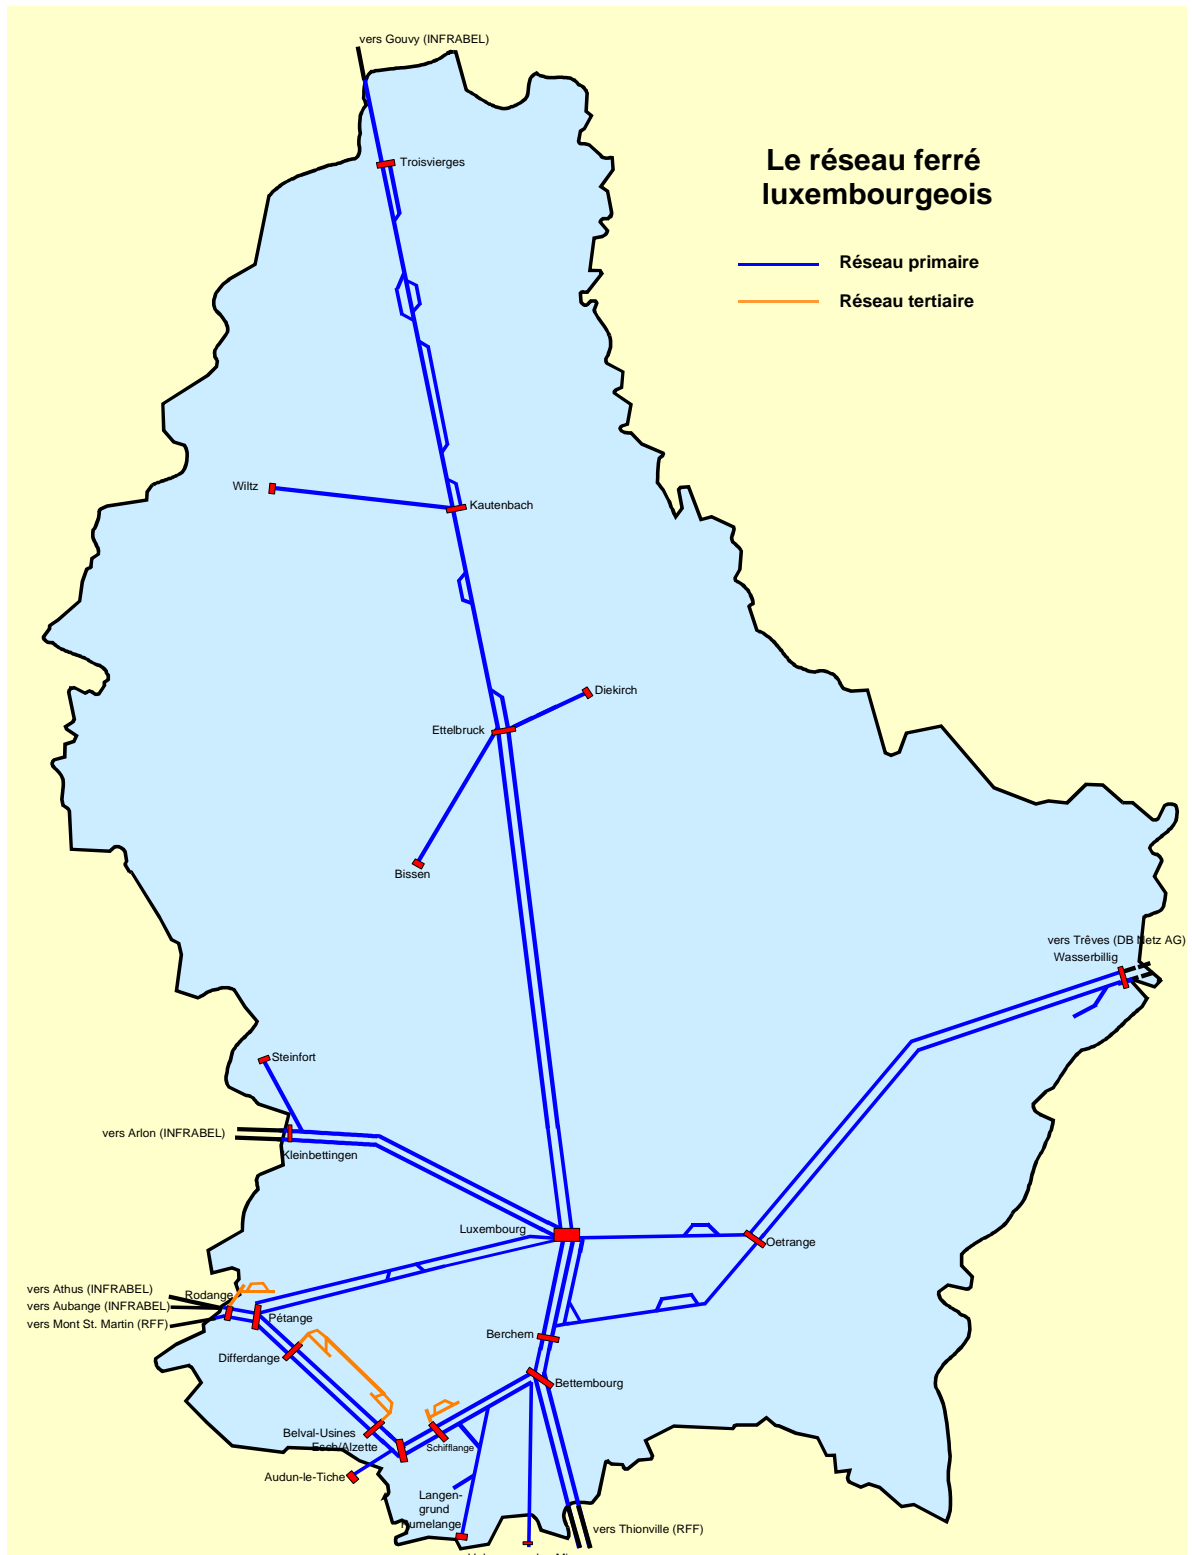 vers Gouvy (INFRABEL)
Le réseau ferré
luxembourgeois
Troisvierges
Réseau primaire
Réseau tertiaire
Wiltz
Kautenbach
Diekirch
Ettelbruck
Bissen
vers Trêves (DB Netz AG)
Wasserbillig
Steinfort
vers Arlon (INFRABEL)
Kleinbettingen
Luxembourg
Oetrange
vers Athus (INFRABEL)
Rodange
vers Aubange (INFRABEL)
Pétange
vers Mont St. Martin (RFF)
Berchem
Differdange
Bettembourg
Belval-Usines
Esch/Alzette
Schifflange
Audun-le-Tiche
Langen-
grund
Rumelange
vers Thionville (RFF)